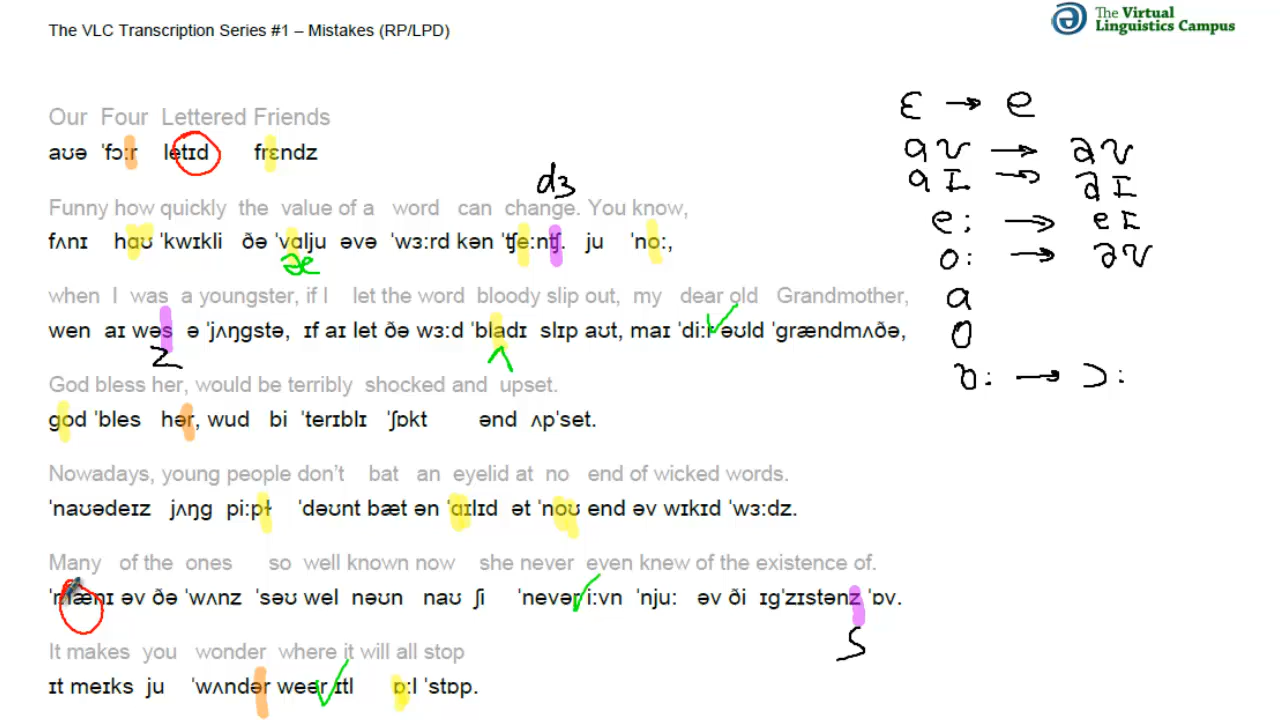 The VLC Transcription Series #1 – Mistakes (RP/LPD)
The Virtual
Linguistics Campus
Our Four Lettered Friends
aʊə ˈfɔːr letɪd frɛndz
dʒ
Funny how quickly the value of a word can change. You know,
fʌnɪ hɑʊ ˈkwɪkli ðə ˈvɑlju əvə ˈwɜːrd kən ˈʧeːnʧ. ju ˈnoː,
æ
when I was a youngster, if I let the word bloody slip out, my dear old Grandmother,
wen aɪ wəs ə ˈjʌŋgstə, ɪf aɪ let ðə wɜːd ˈbladɪ slɪp aʊt, maɪ ˈdiːr əʊld ˈgrændmʌðə,
z ʌ
God bless her, would be terribly shocked and upset.
god ˈbles hər, wud bi ˈterɪblɪ ˈʃɒkt ənd ʌpˈset.
Nowadays, young people don’t bat an eyelid at no end of wicked words.
ˈnaʊədeɪz jʌŋg piːpɫ ˈdəʊnt bæt ən ˈɑɪlɪd ət ˈnoʊ end əv wɪkɪd ˈwɜːdz.
Many of the ones so well known now she never even knew of the existence of.
ˈmænɪ əv ðə ˈwʌnz ˈsəʊ wel nəʊn naʊ ʃi ˈnevər iːvn ˈnjuː əv ði ɪgˈzɪstənz ˈɒv.
s
It makes you wonder where it will all stop
ɪt meɪks ju ˈwʌndər weər ɪtl ɒːl ˈstɒp.
ɛ → e
aʊ → əʊ
aɪ → əɪ
eː → eɪ
oː → əʊ
a
o
ɒː → ɔː